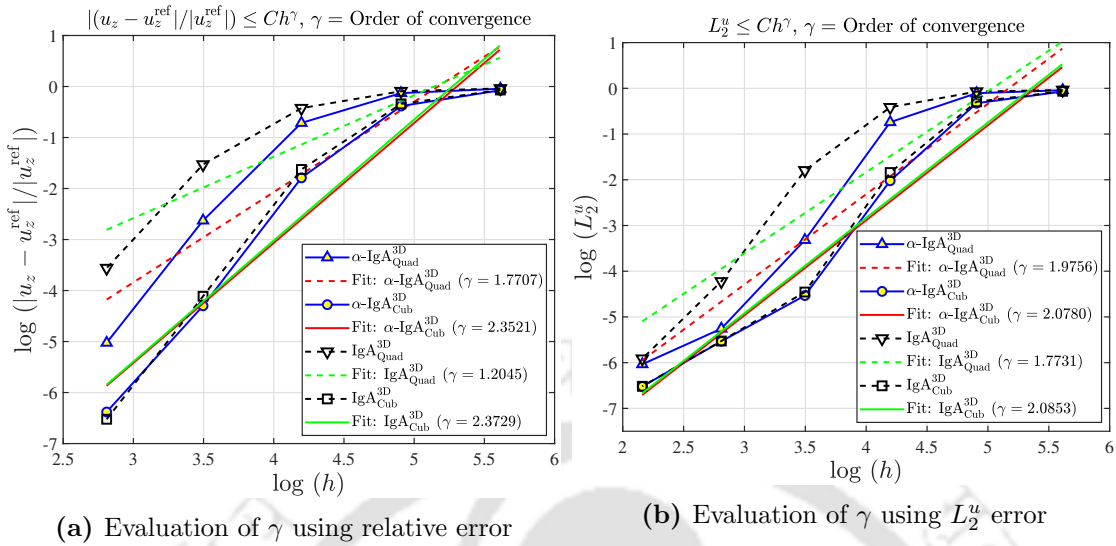 |(u_z − u_z^ref|/|u_z^ref| ≤ Ch^γ, γ = Order of convergence
1
0
-1
-2
-3
-4
-5
-6
-7
log (|u_z − u_z^ref|/|u_z^ref|)
α-IgA^3D_Quad
Fit: α-IgA^3D_Quad (γ = 1.7707)
α-IgA^3D_Cub
Fit: α-IgA^3D_Cub (γ = 2.3521)
IgA^3D_Quad
Fit: IgA^3D_Quad (γ = 1.2045)
IgA^3D_Cub
Fit: IgA^3D_Cub (γ = 2.3729)
2.5 3 3.5 4 4.5 5 5.5 6
log (h)
(a) Evaluation of γ using relative error
L_2^u ≤ Ch^γ, γ = Order of convergence
1
0
-1
-2
-3
-4
-5
-6
-7
log (L_2^u)
α-IgA^3D_Quad
Fit: α-IgA^3D_Quad (γ = 1.9756)
α-IgA^3D_Cub
Fit: α-IgA^3D_Cub (γ = 2.0780)
IgA^3D_Quad
Fit: IgA^3D_Quad (γ = 1.7731)
IgA^3D_Cub
Fit: IgA^3D_Cub (γ = 2.0853)
2 2.5 3 3.5 4 4.5 5 5.5 6
log (h)
(b) Evaluation of γ using L_2^u error